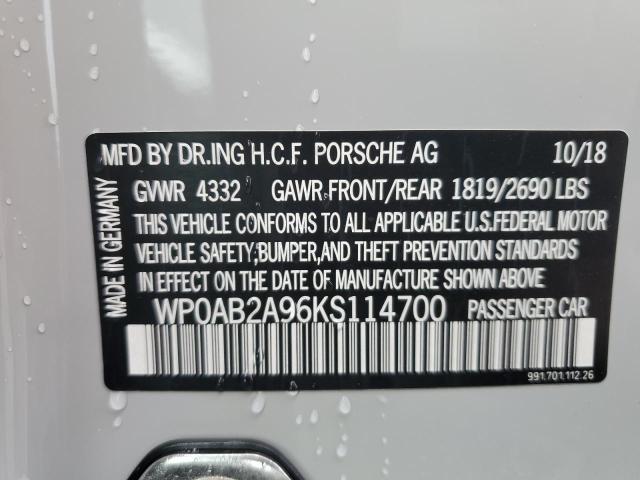 MFD BY DR.ING H.C.F. PORSCHE AG 10/18
GVWR 4332 GAWR FRONT/REAR 1819/2690 LBS
THIS VEHICLE CONFORMS TO ALL APPLICABLE U.S.FEDERAL MOTOR
VEHICLE SAFETY,BUMPER,AND THEFT PREVENTION STANDARDS
IN EFFECT ON THE DATE OF MANUFACTURE SHOWN ABOVE
WP0AB2A96KS114700 PASSENGER CAR
991.701.112.26
MADE IN GERMANY